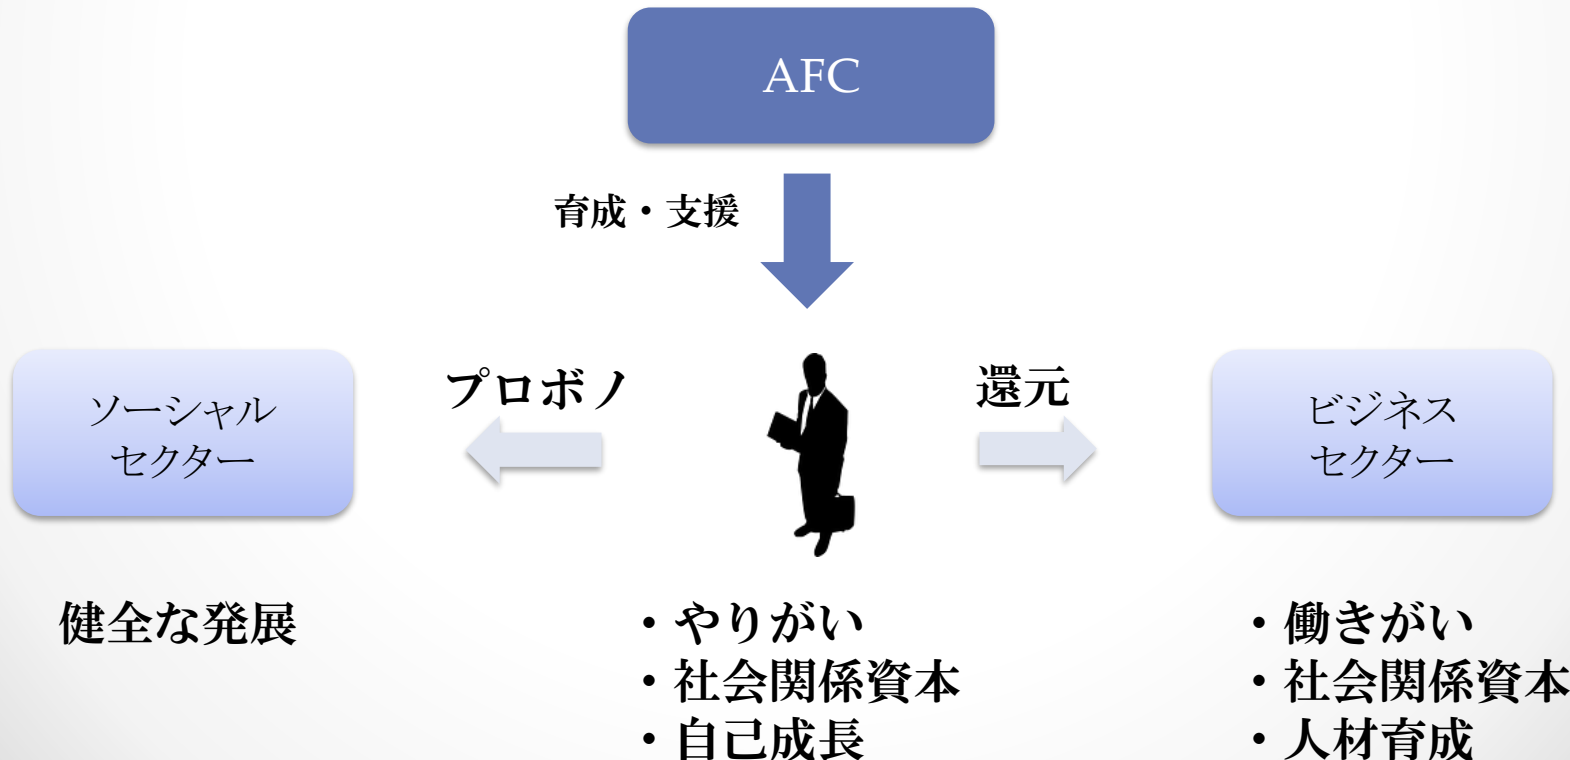 AFC
育成・支援
プロボノ
還元
ソーシャル
セクター
ビジネス
セクター
健全な発展
・やりがい
・社会関係資本
・自己成長
・働きがい
・社会関係資本
・人材育成